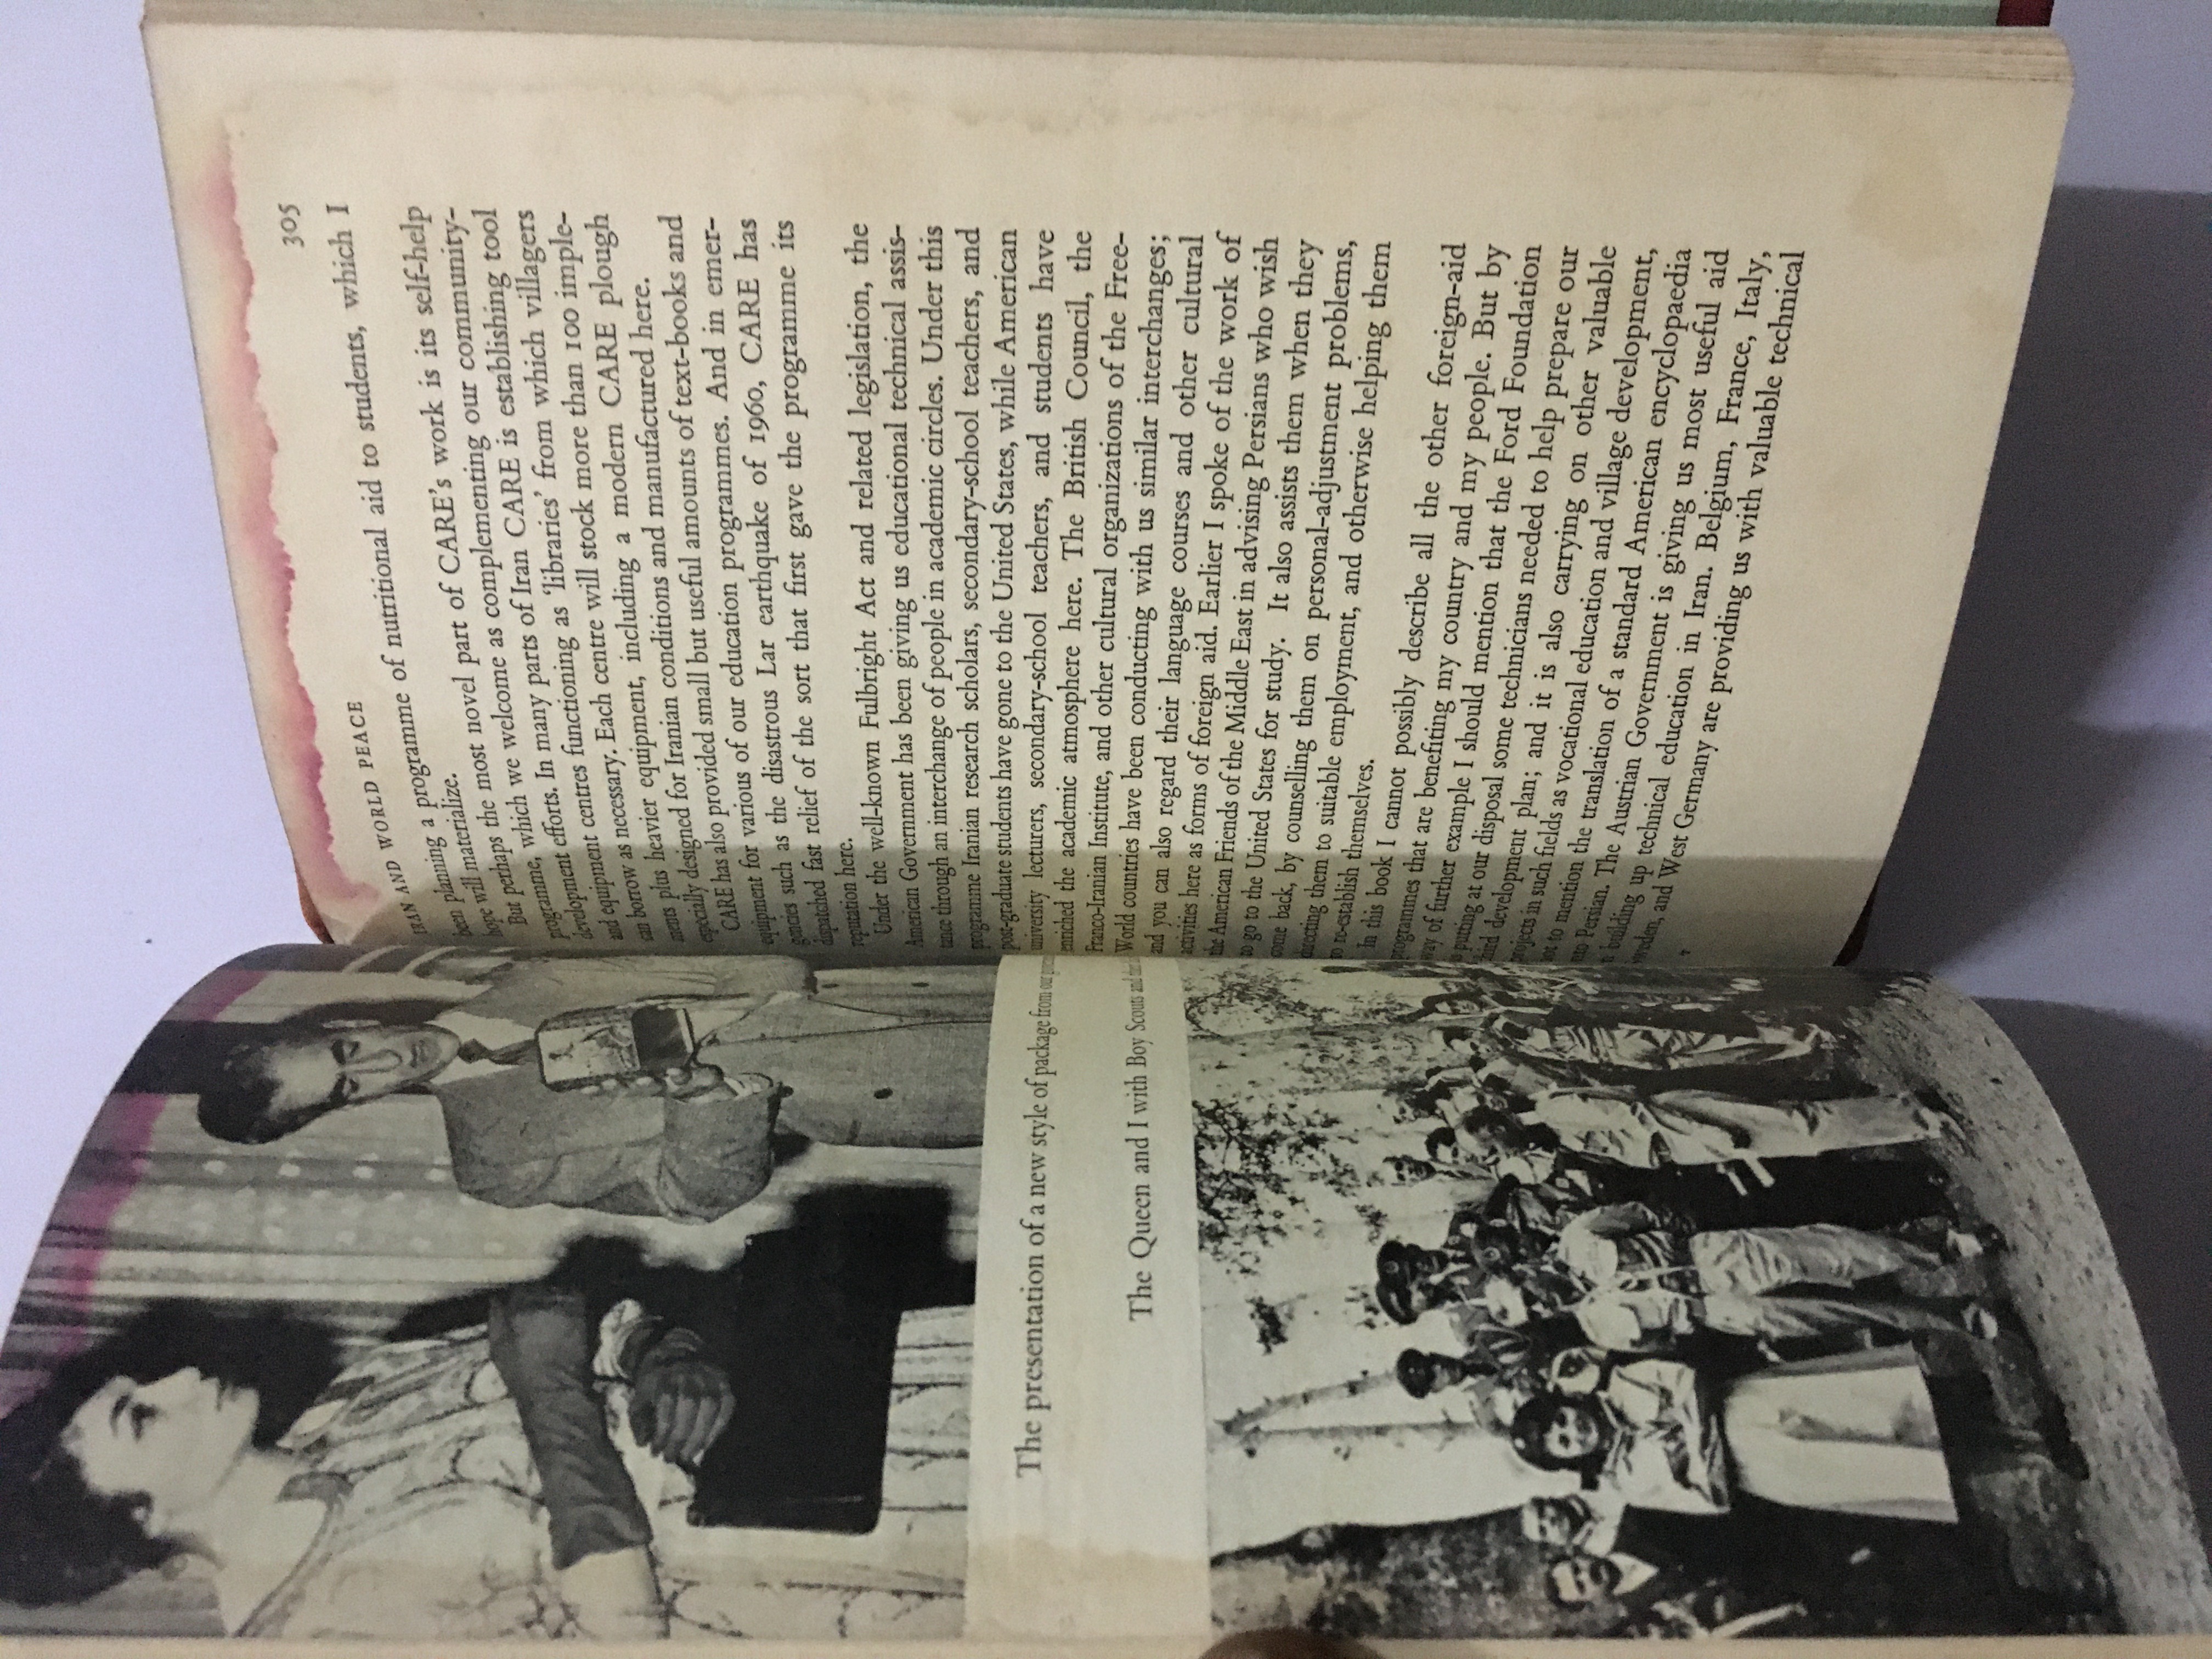 The presentation of a new style of package from our
The Queen and I with Boy Scouts and
IRAN AND WORLD PEACE 305
been planning a programme of nutritional aid to students, which I
hope will materialize.
But perhaps the most novel part of CARE's work is its self-help
programme, which we welcome as complementing our community-
development efforts. In many parts of Iran CARE is establishing tool
and equipment centres functioning as 'libraries' from which villagers
can borrow as necessary. Each centre will stock more than 100 imple-
ments plus heavier equipment, including a modern CARE plough
especially designed for Iranian conditions and manufactured here.
CARE has also provided small but useful amounts of text-books and
equipment for various of our education programmes. And in emer-
gencies such as the disastrous Lar earthquake of 1960, CARE has
dispatched fast relief of the sort that first gave the programme its
reputation here.
Under the well-known Fulbright Act and related legislation, the
American Government has been giving us educational technical assis-
tance through an interchange of people in academic circles. Under this
programme Iranian research scholars, secondary-school teachers, and
post-graduate students have gone to the United States, while American
university lecturers, secondary-school teachers, and students have
enriched the academic atmosphere here. The British Council, the
Franco-Iranian Institute, and other cultural organizations of the Free-
World countries have been conducting with us similar interchanges;
and you can also regard their language courses and other cultural
activities here as forms of foreign aid. Earlier I spoke of the work of
the American Friends of the Middle East in advising Persians who wish
to go to the United States for study. It also assists them when they
come back, by counselling them on personal-adjustment problems,
directing them to suitable employment, and otherwise helping them
to re-establish themselves.
In this book I cannot possibly describe all the other foreign-aid
programmes that are benefiting my country and my people. But by
way of further example I should mention that the Ford Foundation
is putting at our disposal some technicians needed to help prepare our
third development plan; and it is also carrying on other valuable
projects in such fields as vocational education and village development,
not to mention the translation of a standard American encyclopaedia
into Persian. The Austrian Government is giving us most useful aid
in building up technical education in Iran. Belgium, France, Italy,
Sweden, and West Germany are providing us with valuable technical